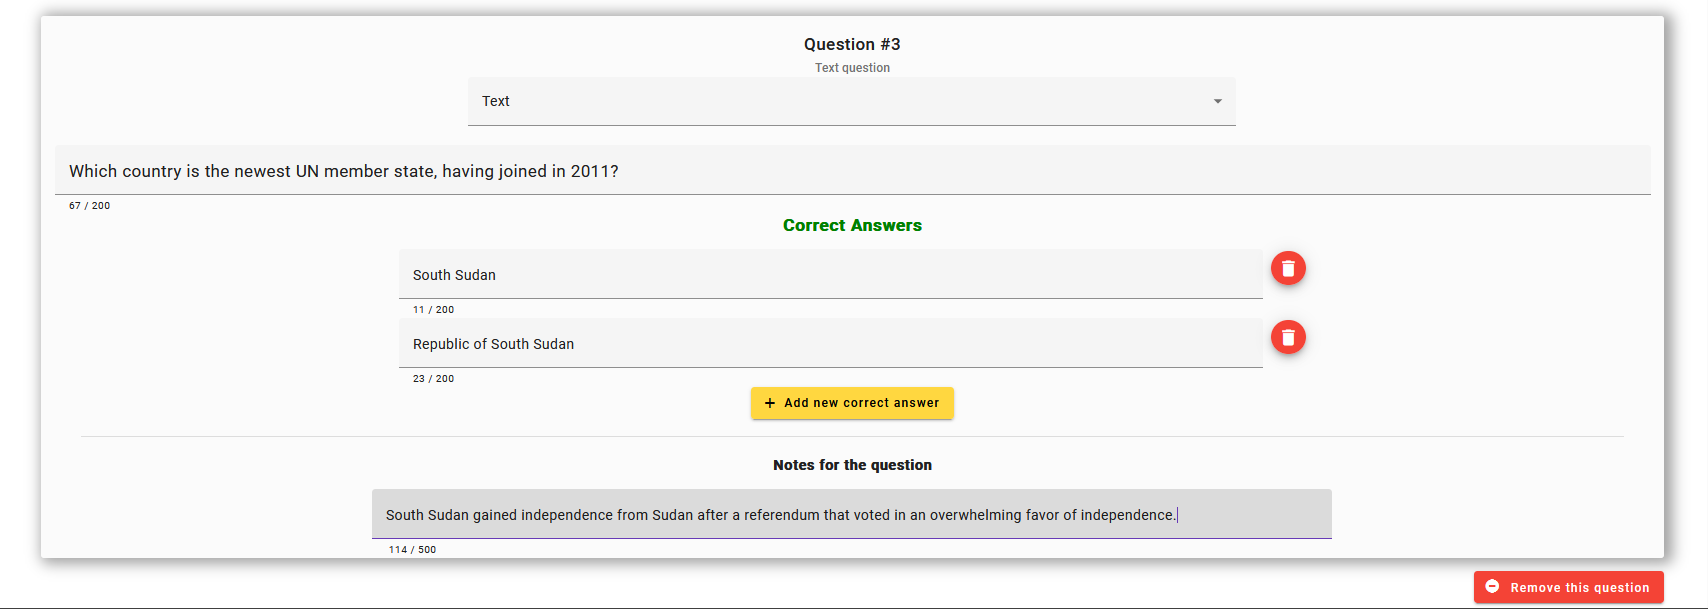 Question #3
Text question
Text
Which country is the newest UN member state, having joined in 2011?
67 / 200
Correct Answers
South Sudan
11 / 200
Republic of South Sudan
23 / 200
+ Add new correct answer
Notes for the question
South Sudan gained independence from Sudan after a referendum that voted in an overwhelming favor of independence.
114 / 500
Remove this question